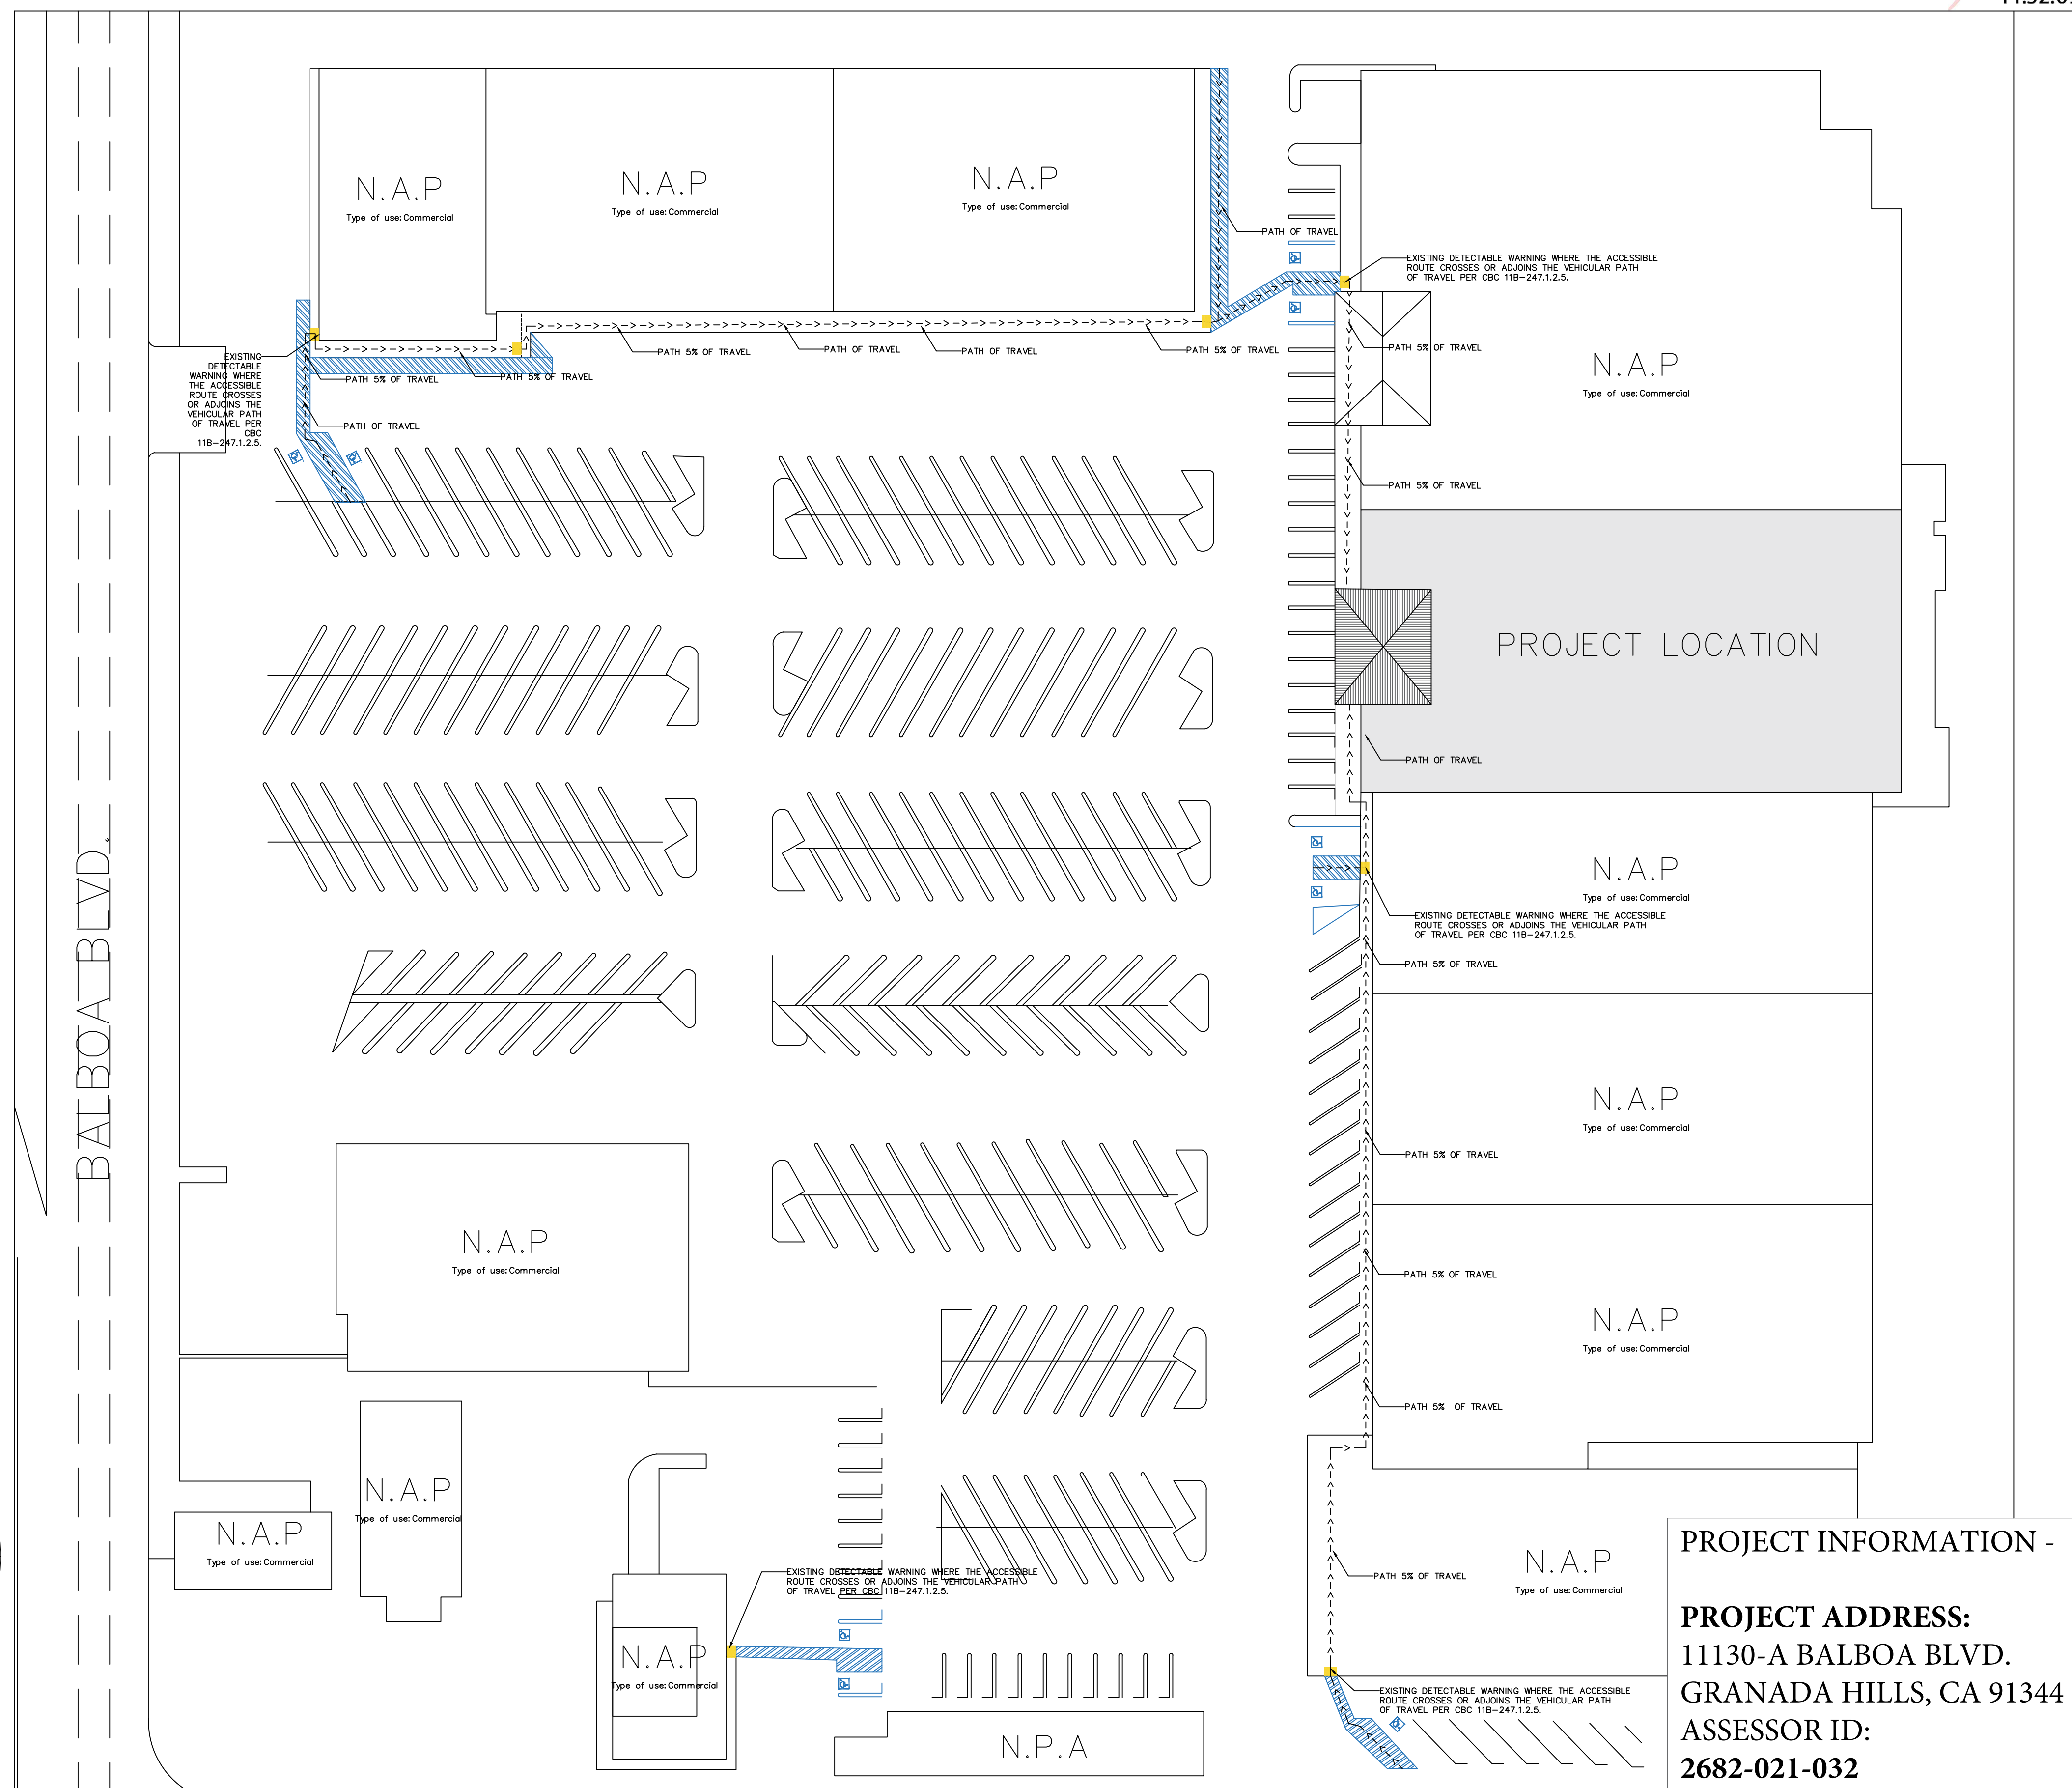 N.A.P
Type of use: Commercial
N.A.P
Type of use: Commercial
N.A.P
Type of use: Commercial
PATH OF TRAVEL
EXISTING DETECTABLE WARNING WHERE THE ACCESSIBLE
ROUTE CROSSES OR ADJOINS THE VEHICULAR PATH
OF TRAVEL PER CBC 11B-247.1.2.5.
EXISTING
DETECTABLE
WARNING WHERE
THE ACCESSIBLE
ROUTE CROSSES
OR ADJOINS THE
VEHICULAR PATH
OF TRAVEL PER
CBC
11B-247.1.2.5.
PATH 5% OF TRAVEL
PATH 5% OF TRAVEL
PATH 5% OF TRAVEL
PATH OF TRAVEL
PATH OF TRAVEL
PATH 5% OF TRAVEL
PATH 5% OF TRAVEL
N.A.P
Type of use: Commercial
PATH OF TRAVEL
PATH 5% OF TRAVEL
PROJECT LOCATION
PATH OF TRAVEL
BALBOA BLVD.
N.A.P
Type of use: Commercial
EXISTING DETECTABLE WARNING WHERE THE ACCESSIBLE
ROUTE CROSSES OR ADJOINS THE VEHICULAR PATH
OF TRAVEL PER CBC 11B-247.1.2.5.
PATH 5% OF TRAVEL
N.A.P
Type of use: Commercial
PATH 5% OF TRAVEL
N.A.P
Type of use: Commercial
PATH 5% OF TRAVEL
N.A.P
Type of use: Commercial
PATH 5% OF TRAVEL
N.A.P
Type of use: Commercial
N.A.P
Type of use: Commercial
EXISTING DETECTABLE WARNING WHERE THE ACCESSIBLE
ROUTE CROSSES OR ADJOINS THE VEHICULAR PATH
OF TRAVEL PER CBC 11B-247.1.2.5.
N.A.P
Type of use: Commercial
PATH 5% OF TRAVEL
N.A.P
Type of use: Commercial
EXISTING DETECTABLE WARNING WHERE THE ACCESSIBLE
ROUTE CROSSES OR ADJOINS THE VEHICULAR PATH
OF TRAVEL PER CBC 11B-247.1.2.5.
N.P.A
PROJECT INFORMATION -
PROJECT ADDRESS:
11130-A BALBOA BLVD.
GRANADA HILLS, CA 91344
ASSESSOR ID:
2682-021-032